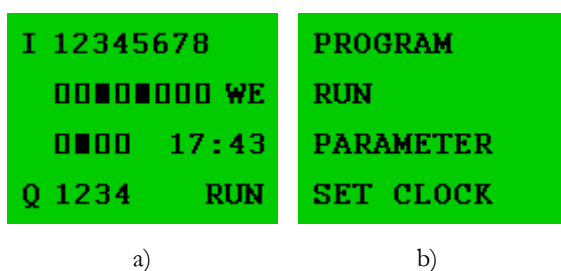 I 12345678
WE
17:43
Q 1234 RUN
a)
PROGRAM
RUN
PARAMETER
SET CLOCK
b)